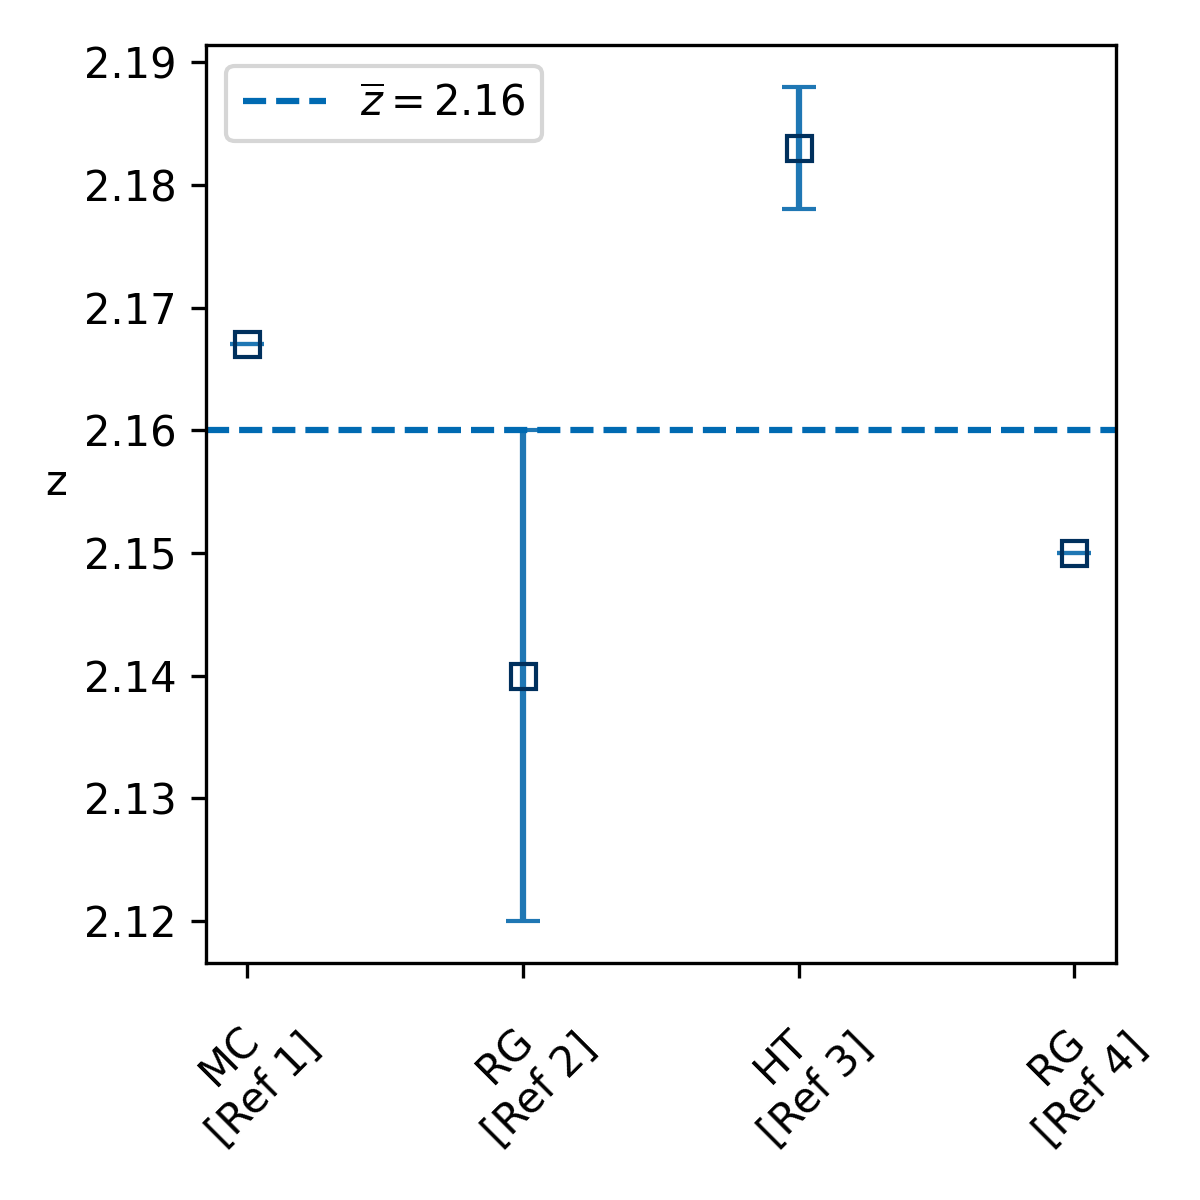 2.19
2.18
2.17
2.16
2.15
2.14
2.13
2.12
z
z̅ = 2.16
MC
[Ref 1]
RG
[Ref 2]
HT
[Ref 3]
RG
[Ref 4]